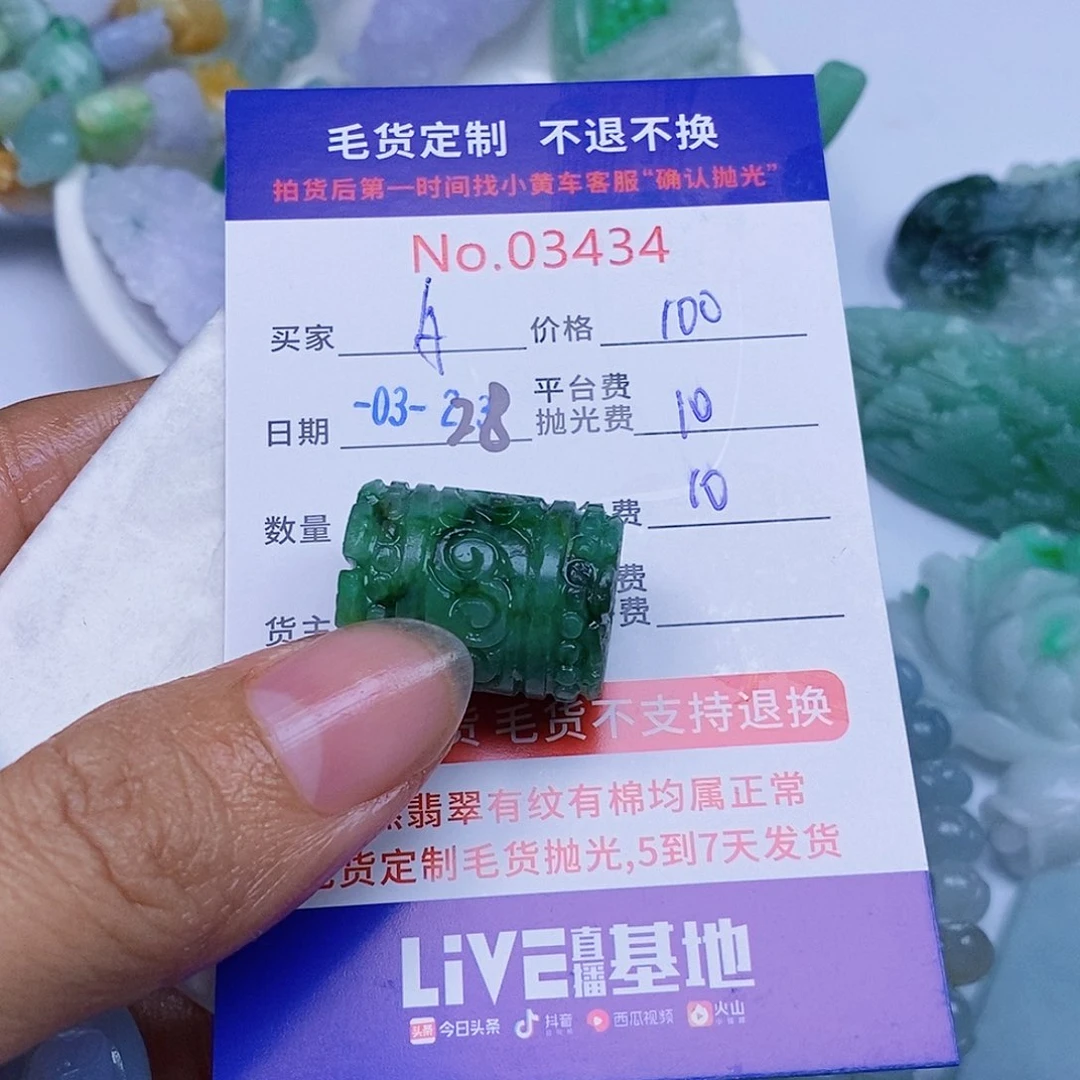 毛货定制 不退不换
拍货后第一时间找小黄车客服“确认抛光”
No.03434
买家 A 价格 100
日期 -03- 28 平台费
抛光费 10
数量 费 10
费
货主 费
毛货不支持退换
翡翠有纹有棉均属正常
货定制毛货抛光,5到7天发货
LiVE直播基地
头条 今日头条 抖音 西瓜视频 火山